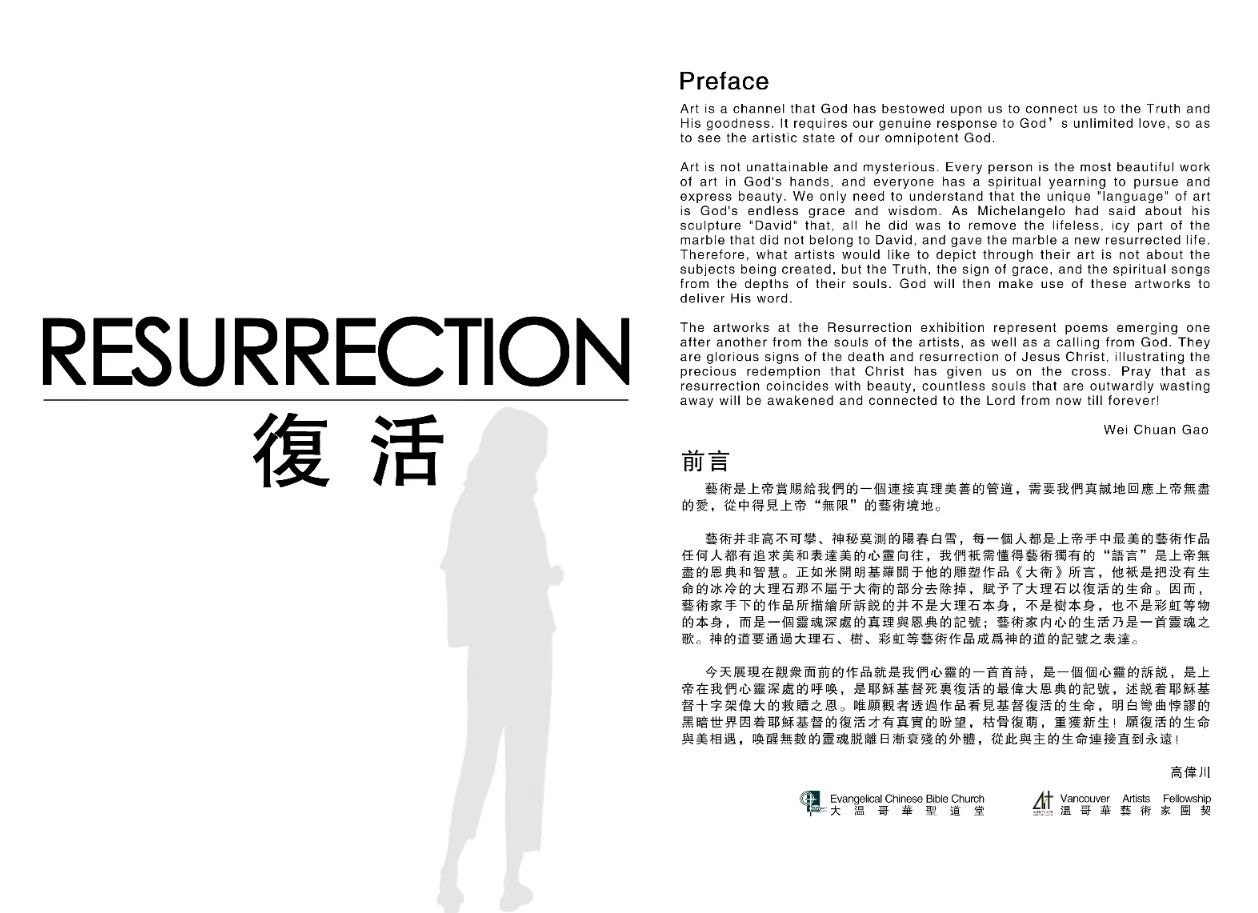 RESURRECTION
復活
Preface
Art is a channel that God has bestowed upon us to connect us to the Truth and
His goodness. It requires our genuine response to God’s unlimited love, so as
to see the artistic state of our omnipotent God.
Art is not unattainable and mysterious. Every person is the most beautiful work
of art in God's hands, and everyone has a spiritual yearning to pursue and
express beauty. We only need to understand that the unique "language" of art
is God's endless grace and wisdom. As Michelangelo had said about his
sculpture "David" that, all he did was to remove the lifeless, icy part of the
marble that did not belong to David, and gave the marble a new resurrected life.
Therefore, what artists would like to depict through their art is not about the
subjects being created, but the Truth, the sign of grace, and the spiritual songs
from the depths of their souls. God will then make use of these artworks to
deliver His word.
The artworks at the Resurrection exhibition represent poems emerging one
after another from the souls of the artists, as well as a calling from God. They
are glorious signs of the death and resurrection of Jesus Christ, illustrating the
precious redemption that Christ has given us on the cross. Pray that as
resurrection coincides with beauty, countless souls that are outwardly wasting
away will be awakened and connected to the Lord from now till forever!
Wei Chuan Gao
前言
藝術是上帝賞賜給我們的一個連接真理美善的管道，需要我們真誠地回應上帝無盡
的愛，從中得見上帝“無限”的藝術境地。
藝術并非高不可攀、神秘莫測的陽春白雪，每一個人都是上帝手中最美的藝術作品
任何人都有追求美和表達美的心靈向往，我們衹需懂得藝術獨有的“語言”是上帝無
盡的恩典和智慧。正如米開朗基羅關于他的雕塑作品《大衛》所言，他衹是把没有生
命的冰冷的大理石那不屬于大衛的部分去除掉，賦予了大理石以復活的生命。因而，
藝術家手下的作品所描繪所訴説的并不是大理石本身，不是樹本身，也不是彩虹等物
的本身，而是一個靈魂深處的真理與恩典的記號；藝術家内心的生活乃是一首靈魂之
歌。神的道要通過大理石、樹、彩虹等藝術作品成爲神的道的記號之表達。
今天展現在觀衆面前的作品就是我們心靈的一首首詩，是一個個心靈的訴説，是上
帝在我們心靈深處的呼唤，是耶穌基督死裏復活的最偉大恩典的記號，述説着耶穌基
督十字架偉大的救贖之恩。唯願觀者透過作品看見基督復活的生命，明白彎曲悖謬的
黑暗世界因着耶穌基督的復活才有真實的盼望，枯骨復萌，重獲新生！願復活的生命
與美相遇，唤醒無數的靈魂脱離日漸衰殘的外體，從此與主的生命連接直到永遠！
高偉川
Evangelical Chinese Bible Church
大温哥華聖道堂
Vancouver Artists Fellowship
溫哥華藝術家團契